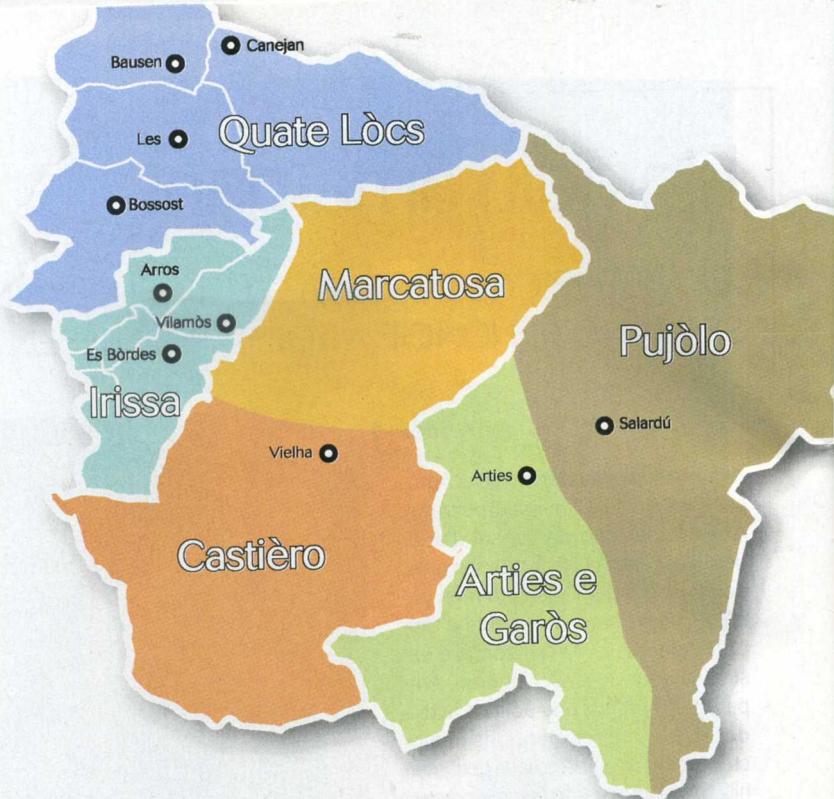 Canejan
Bausen
Les
Quate Lòcs
Bossost
Arros
Marcatosa
Vilamòs
Pujòlo
Es Bòrdes
Irissa
Salardú
Vielha
Arties
Castièro
Arties e
Garòs